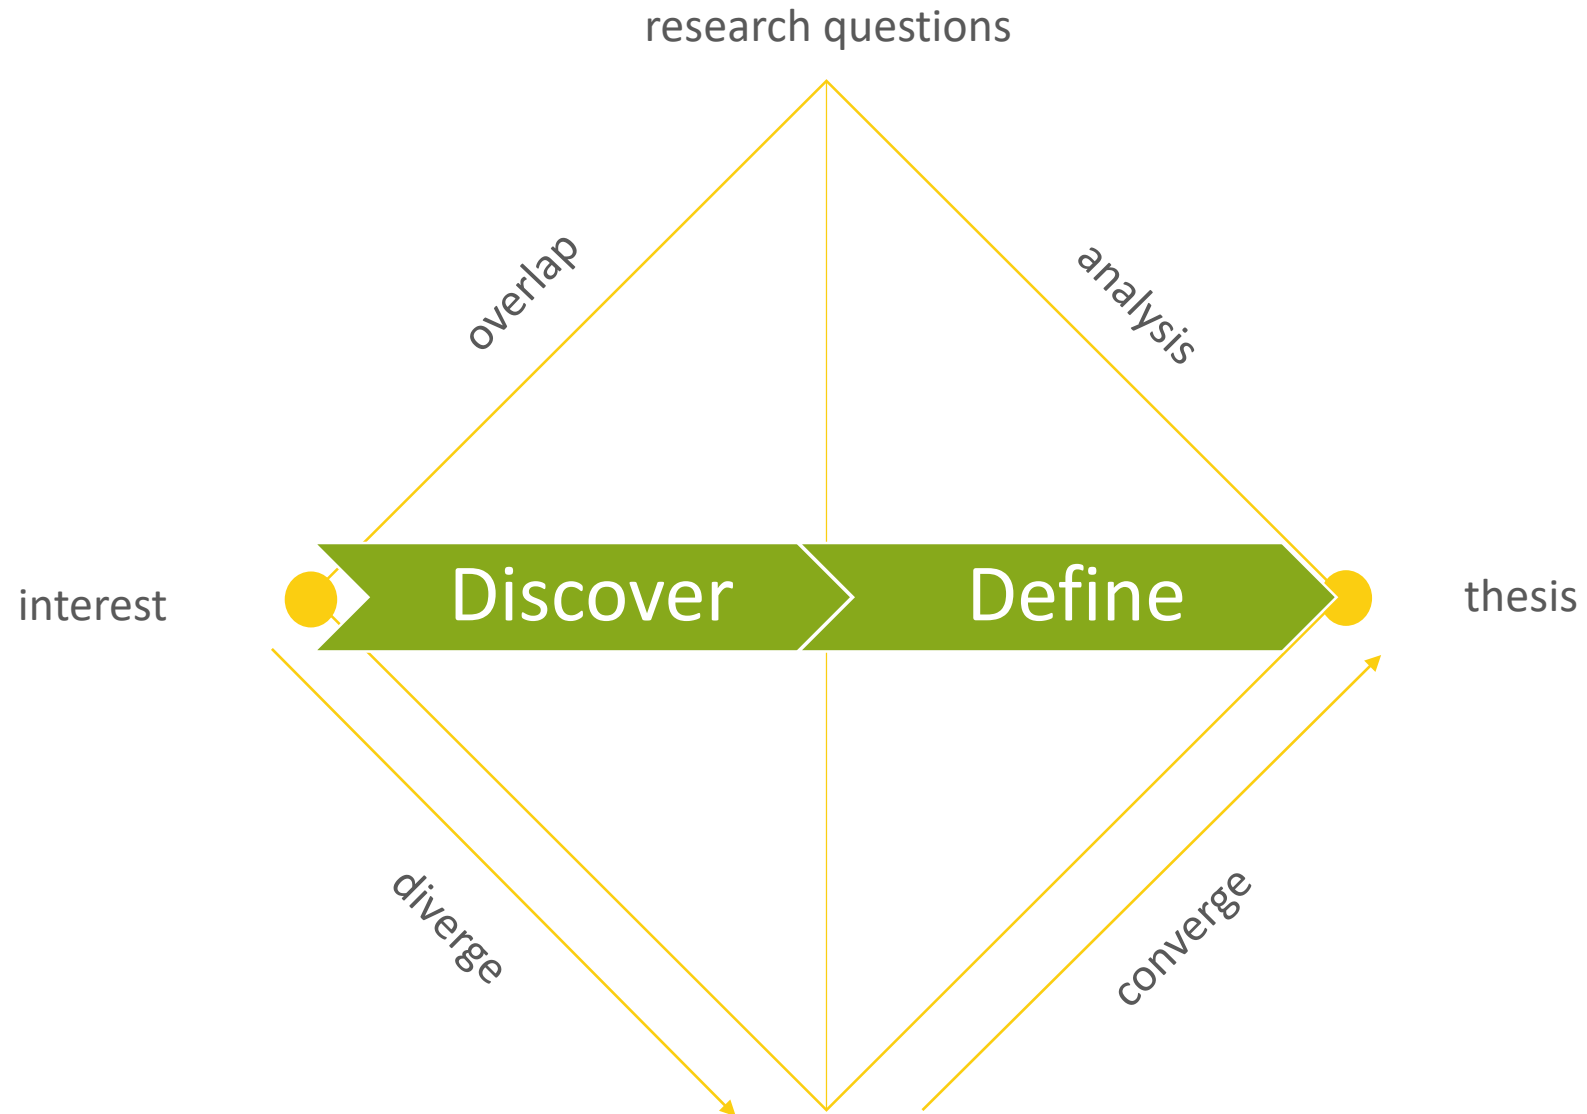 research questions
overlap
analysis
interest
Discover
Define
thesis
diverge
converge